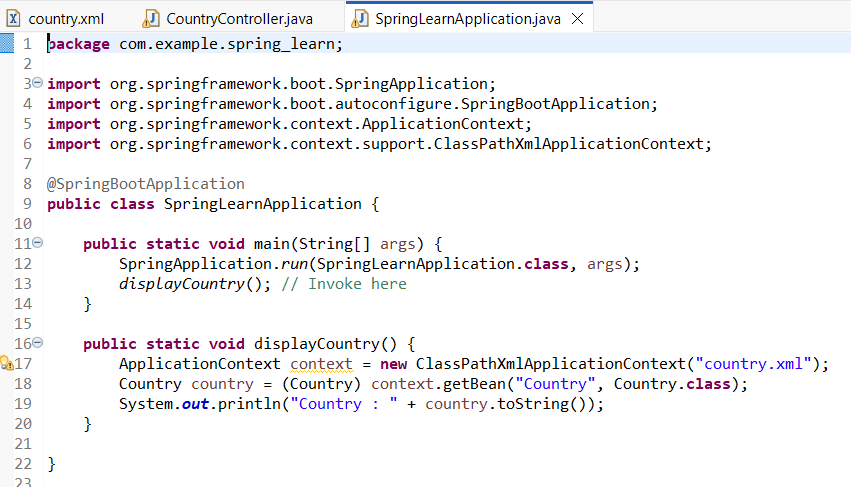 country.xml CountryController.java SpringLearnApplication.java
1 package com.example.spring_learn;
2
3 import org.springframework.boot.SpringApplication;
4 import org.springframework.boot.autoconfigure.SpringBootApplication;
5 import org.springframework.context.ApplicationContext;
6 import org.springframework.context.support.ClassPathXmlApplicationContext;
7
8 @SpringBootApplication
9 public class SpringLearnApplication {
10
11     public static void main(String[] args) {
12         SpringApplication.run(SpringLearnApplication.class, args);
13         displayCountry(); // Invoke here
14     }
15
16     public static void displayCountry() {
17         ApplicationContext context = new ClassPathXmlApplicationContext("country.xml");
18         Country country = (Country) context.getBean("Country", Country.class);
19         System.out.println("Country : " + country.toString());
20     }
21
22 }
23